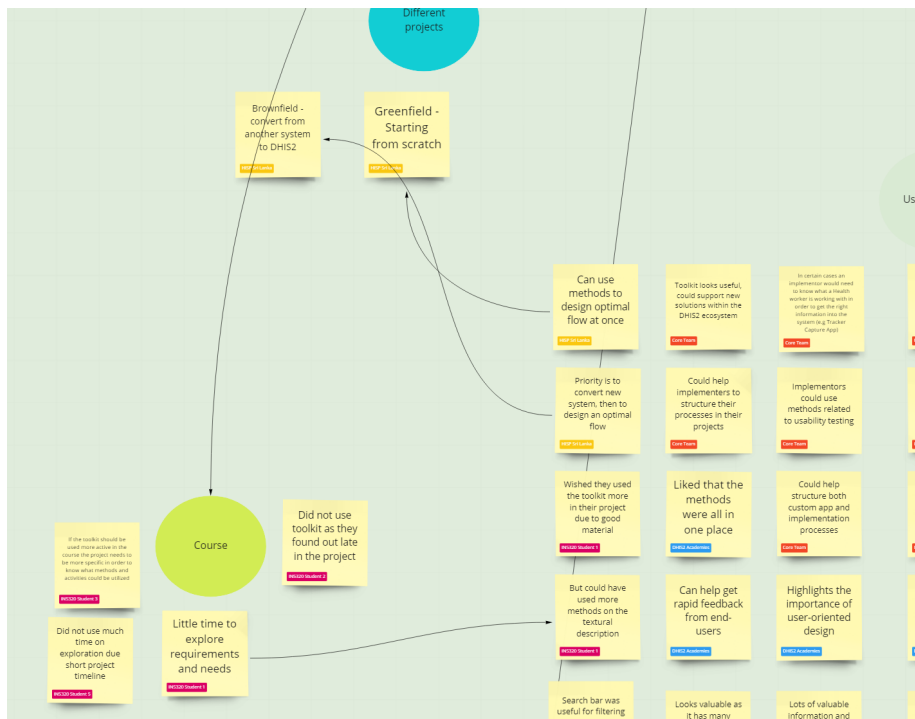 Different
projects
Brownfield -
convert from
another system
to DHIS2
HISP Sri Lanka
Greenfield -
Starting
from scratch
HISP Sri Lanka
Us
Can use
methods to
design optimal
flow at once
HISP Sri Lanka
Toolkit looks useful,
could support new
solutions within the
DHIS2 ecosystem
Core Team
In sertain cases an
implementor would need
to know what a Health
worker is working with in
order to get the right
information into the
system (e.g Tracker
Capture App)
Core Team
Priority is to
convert new
system, then to
design an optimal
flow
HISP Sri Lanka
Could help
implementers to
structure their
processes in their
projects
Core Team
Implementors
could use
methods related
to usability testing
Core Team
Wished they used
the toolkit more
in their project
due to good
material
IN5320 Student 1
Liked that the
methods
were all in
one place
DHIS2 Academies
Could help
structure both
custom app and
implementation
processes
Core Team
Course
Did not use
toolkit as they
found out late
in the project
IN5320 Student 2
If the toolkit should be
used more active in the
course the project needs to
be more specific in order to
know what methods and
activities could be utilized
IN5320 Student 3
Did not use much
time on
exploration due
short project
timeline
IN5320 Student 5
Little time to
explore
requirements
and needs
IN5320 Student 1
But could have
used more
methods on the
textural
description
IN5320 Student 1
Can help get
rapid feedback
from end-
users
DHIS2 Academies
Highlights the
importance of
user-oriented
design
DHIS2 Academies
Search bar was
useful for filtering
Looks valuable as
it has many
Lots of valuable
information and